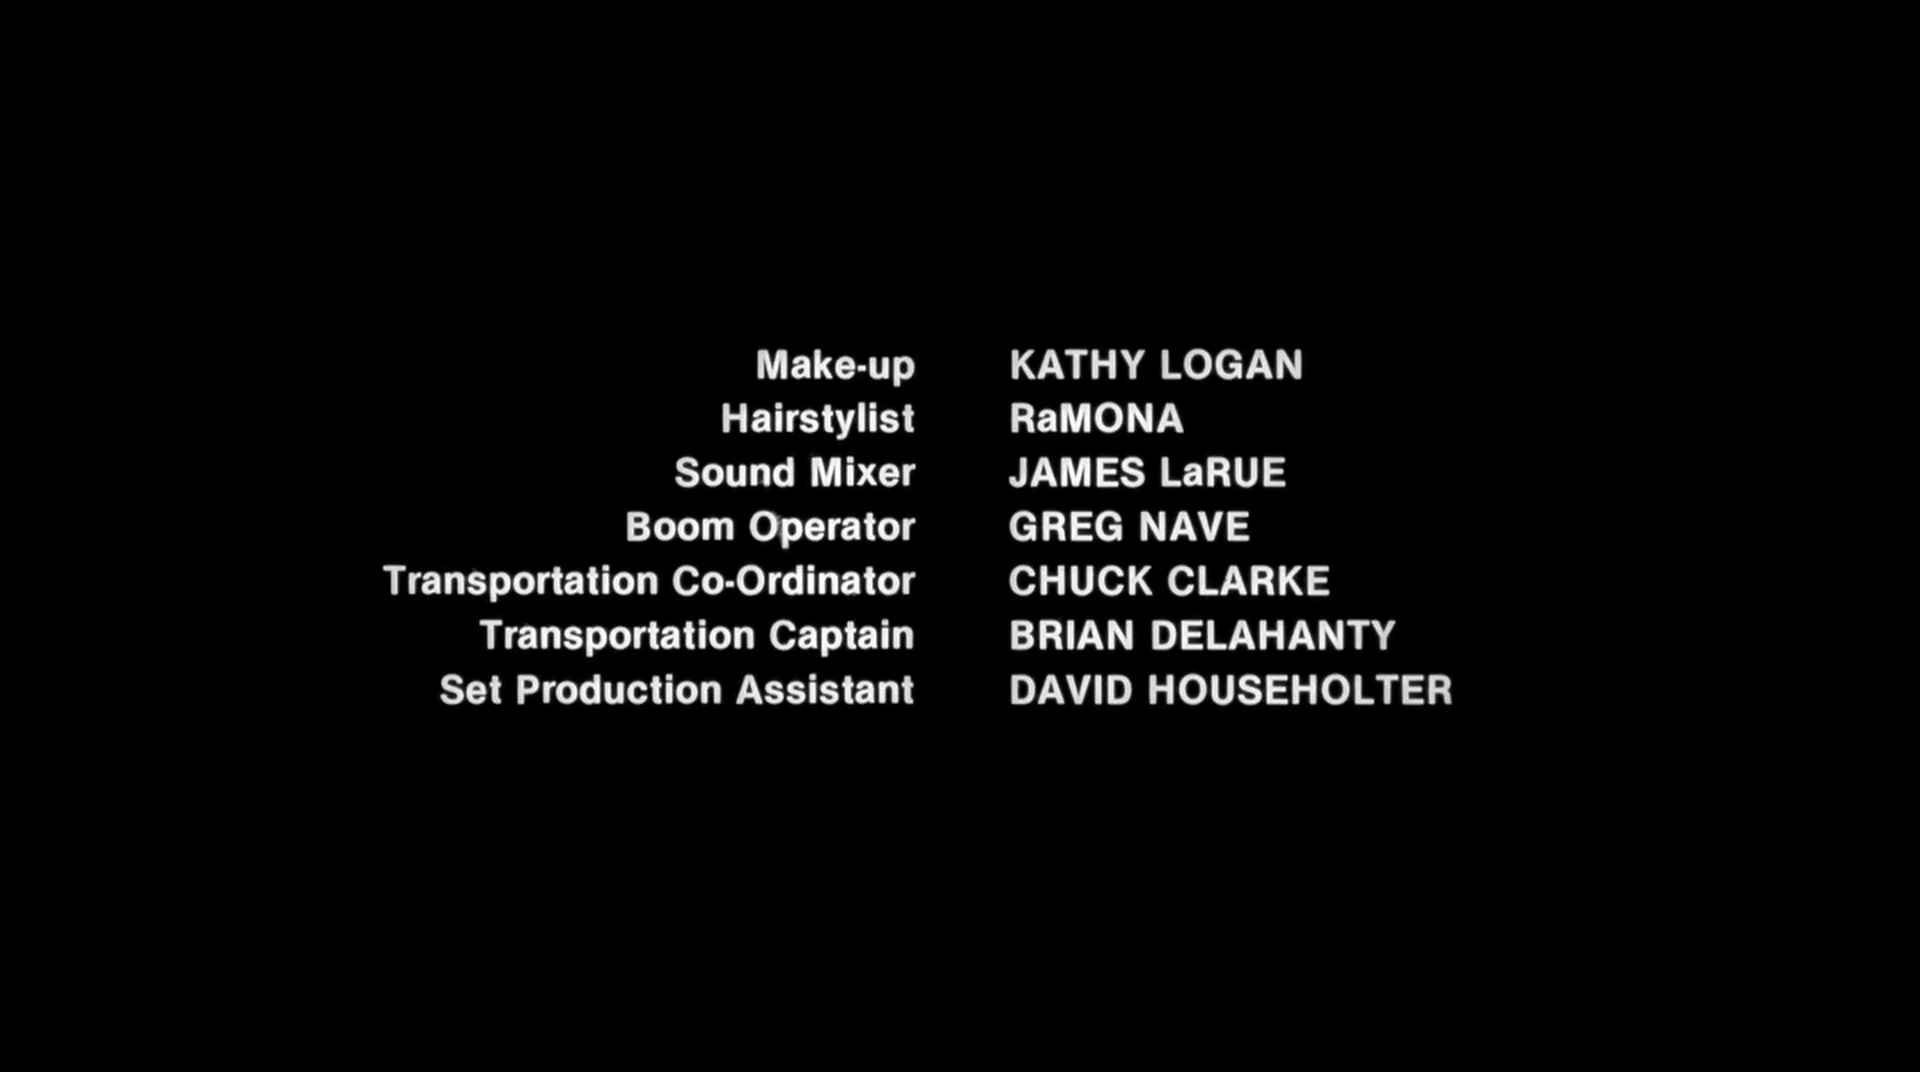 Make-up KATHY LOGAN
Hairstylist RaMONA
Sound Mixer JAMES LaRUE
Boom Operator GREG NAVE
Transportation Co-Ordinator CHUCK CLARKE
Transportation Captain BRIAN DELAHANTY
Set Production Assistant DAVID HOUSEHOLTER